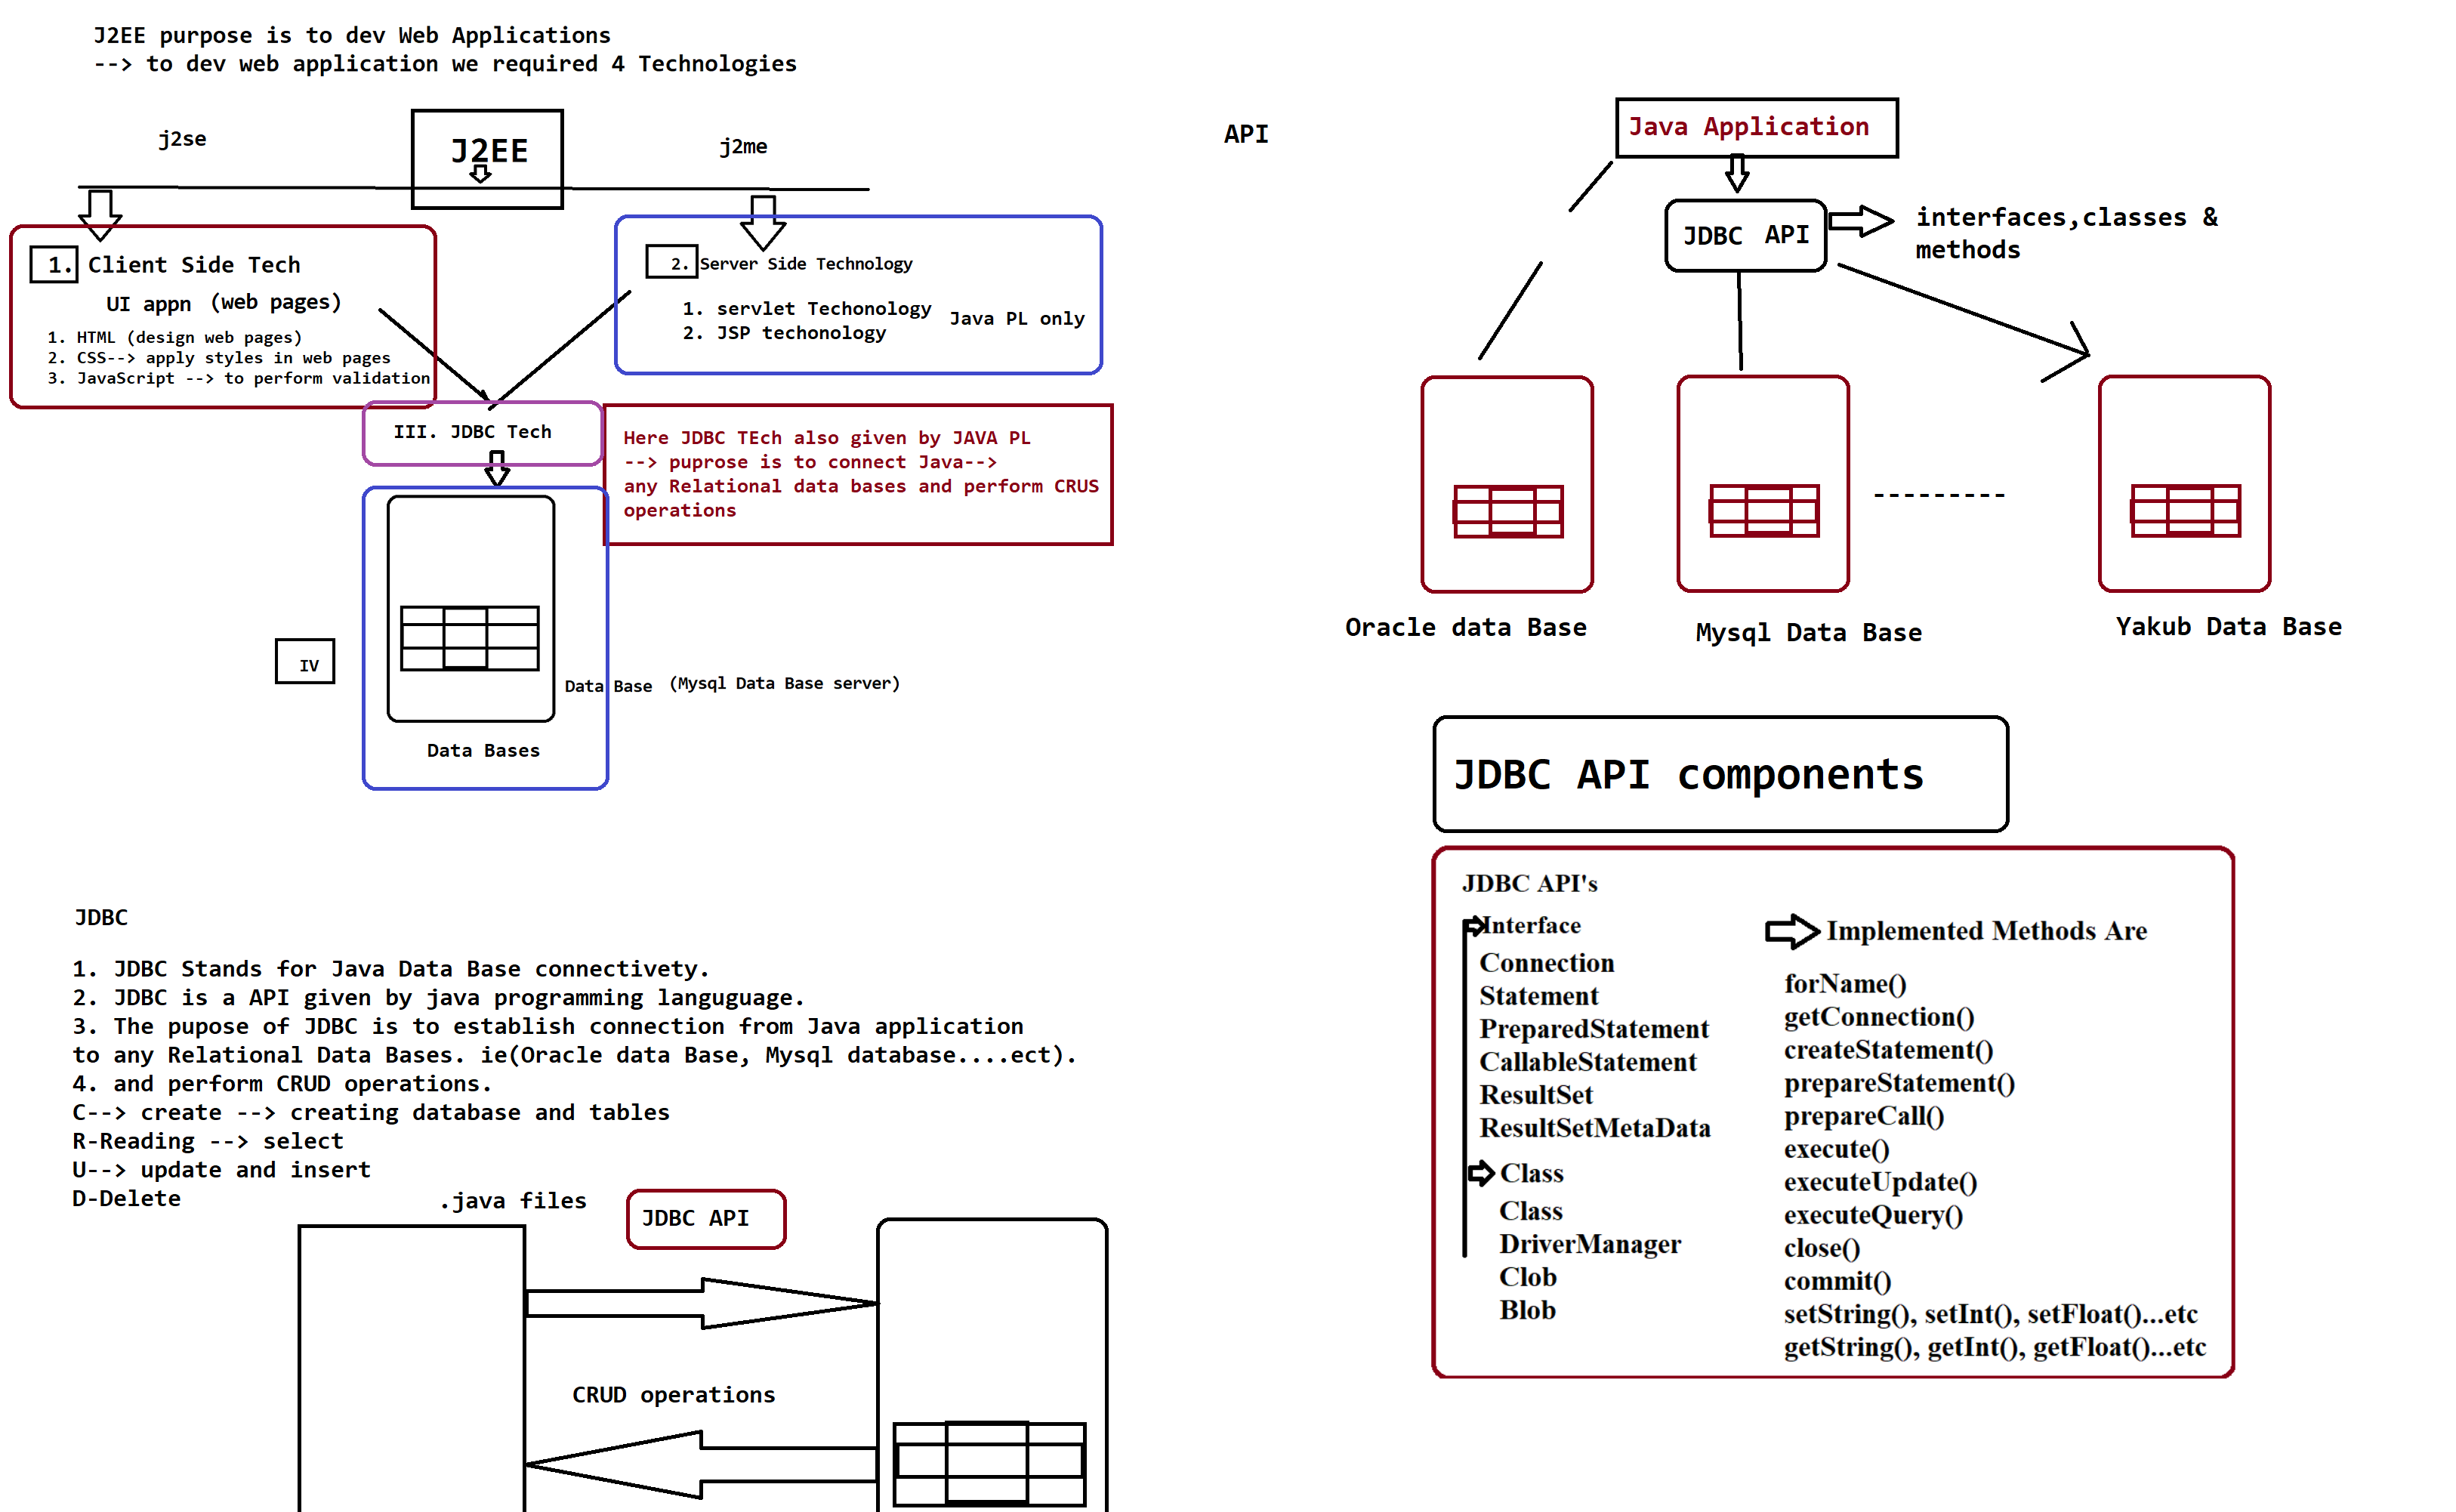 J2EE purpose is to dev Web Applications
--> to dev web application we required 4 Technologies
j2se
J2EE
j2me
1. Client Side Tech
UI appn (web pages)
1. HTML (design web pages)
2. CSS--> apply styles in web pages
3. JavaScript --> to perform validation
2. Server Side Technology
1. servlet Techonology
2. JSP techonology
Java PL only
III. JDBC Tech
Here JDBC TEch also given by JAVA PL
--> puprose is to connect Java-->
any Relational data bases and perform CRUS
operations
IV
Data Base (Mysql Data Base server)
Data Bases
JDBC
1. JDBC Stands for Java Data Base connectivety.
2. JDBC is a API given by java programming languguage.
3. The pupose of JDBC is to establish connection from Java application
to any Relational Data Bases. ie(Oracle data Base, Mysql database....ect).
4. and perform CRUD operations.
C--> create --> creating database and tables
R-Reading --> select
U--> update and insert
D-Delete
.java files
JDBC API
CRUD operations
API
Java Application
JDBC API
interfaces,classes &
methods
---------
Oracle data Base
Mysql Data Base
Yakub Data Base
JDBC API components
JDBC API's
Interface
Connection
Statement
PreparedStatement
CallableStatement
ResultSet
ResultSetMetaData
Class
Class
DriverManager
Clob
Blob
Implemented Methods Are
forName()
getConnection()
createStatement()
prepareStatement()
prepareCall()
execute()
executeUpdate()
executeQuery()
close()
commit()
setString(), setInt(), setFloat()...etc
getString(), getInt(), getFloat()...etc